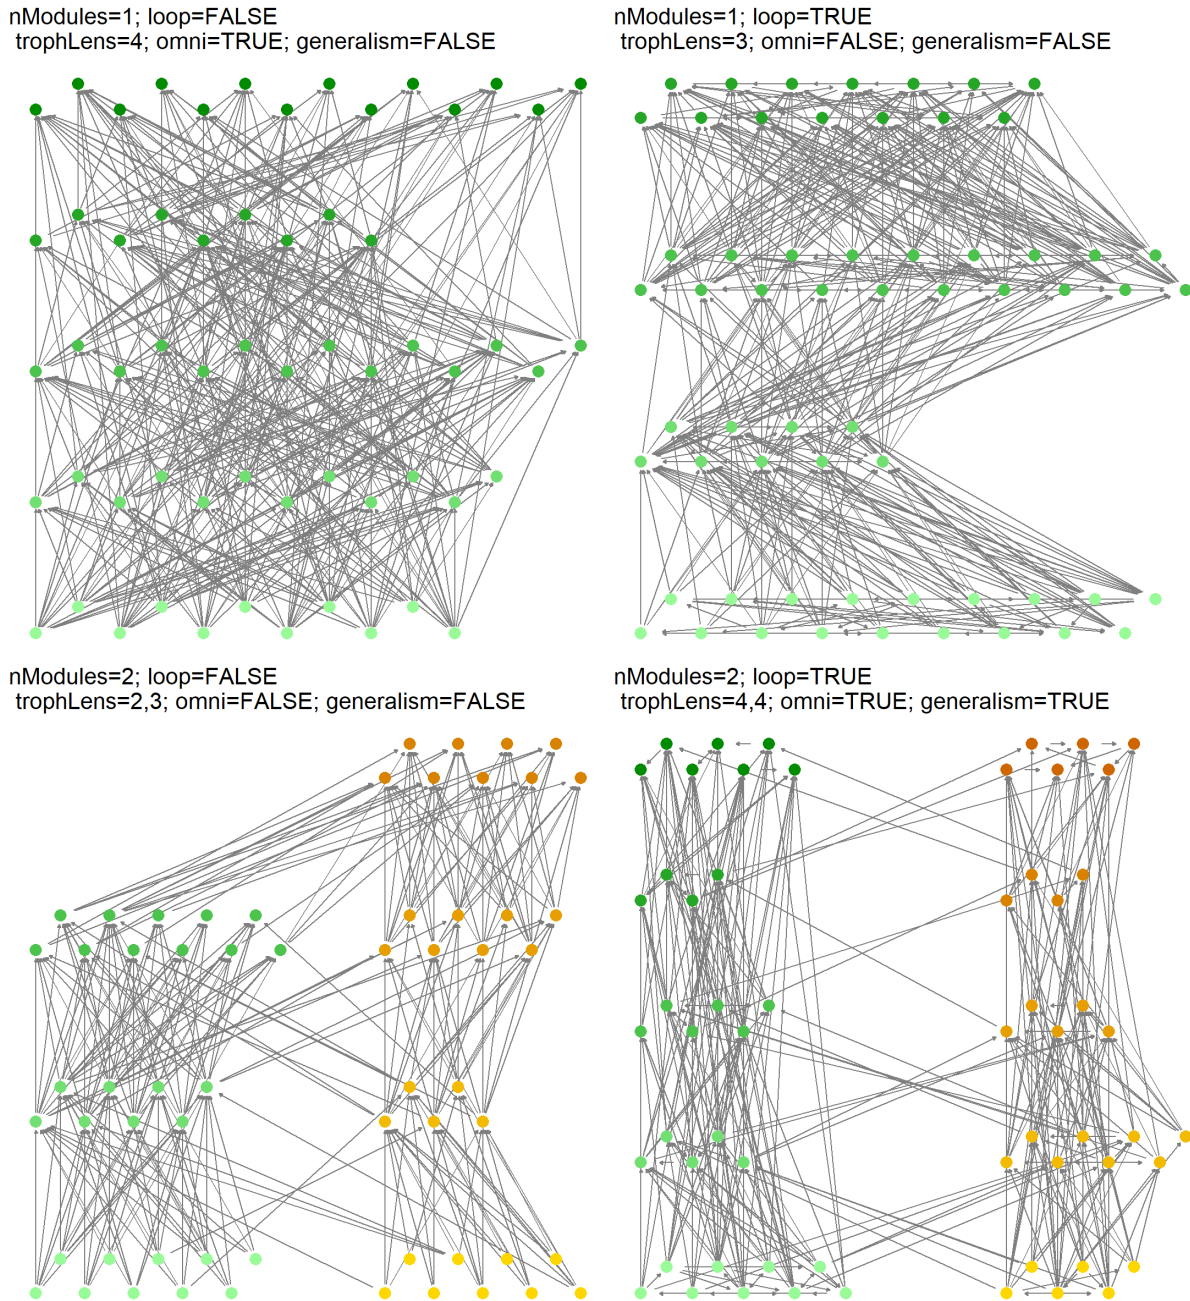 nModules=1; loop=FALSE
trophLens=4; omni=TRUE; generalism=FALSE
nModules=1; loop=TRUE
trophLens=3; omni=FALSE; generalism=FALSE
nModules=2; loop=FALSE
trophLens=2,3; omni=FALSE; generalism=FALSE
nModules=2; loop=TRUE
trophLens=4,4; omni=TRUE; generalism=TRUE